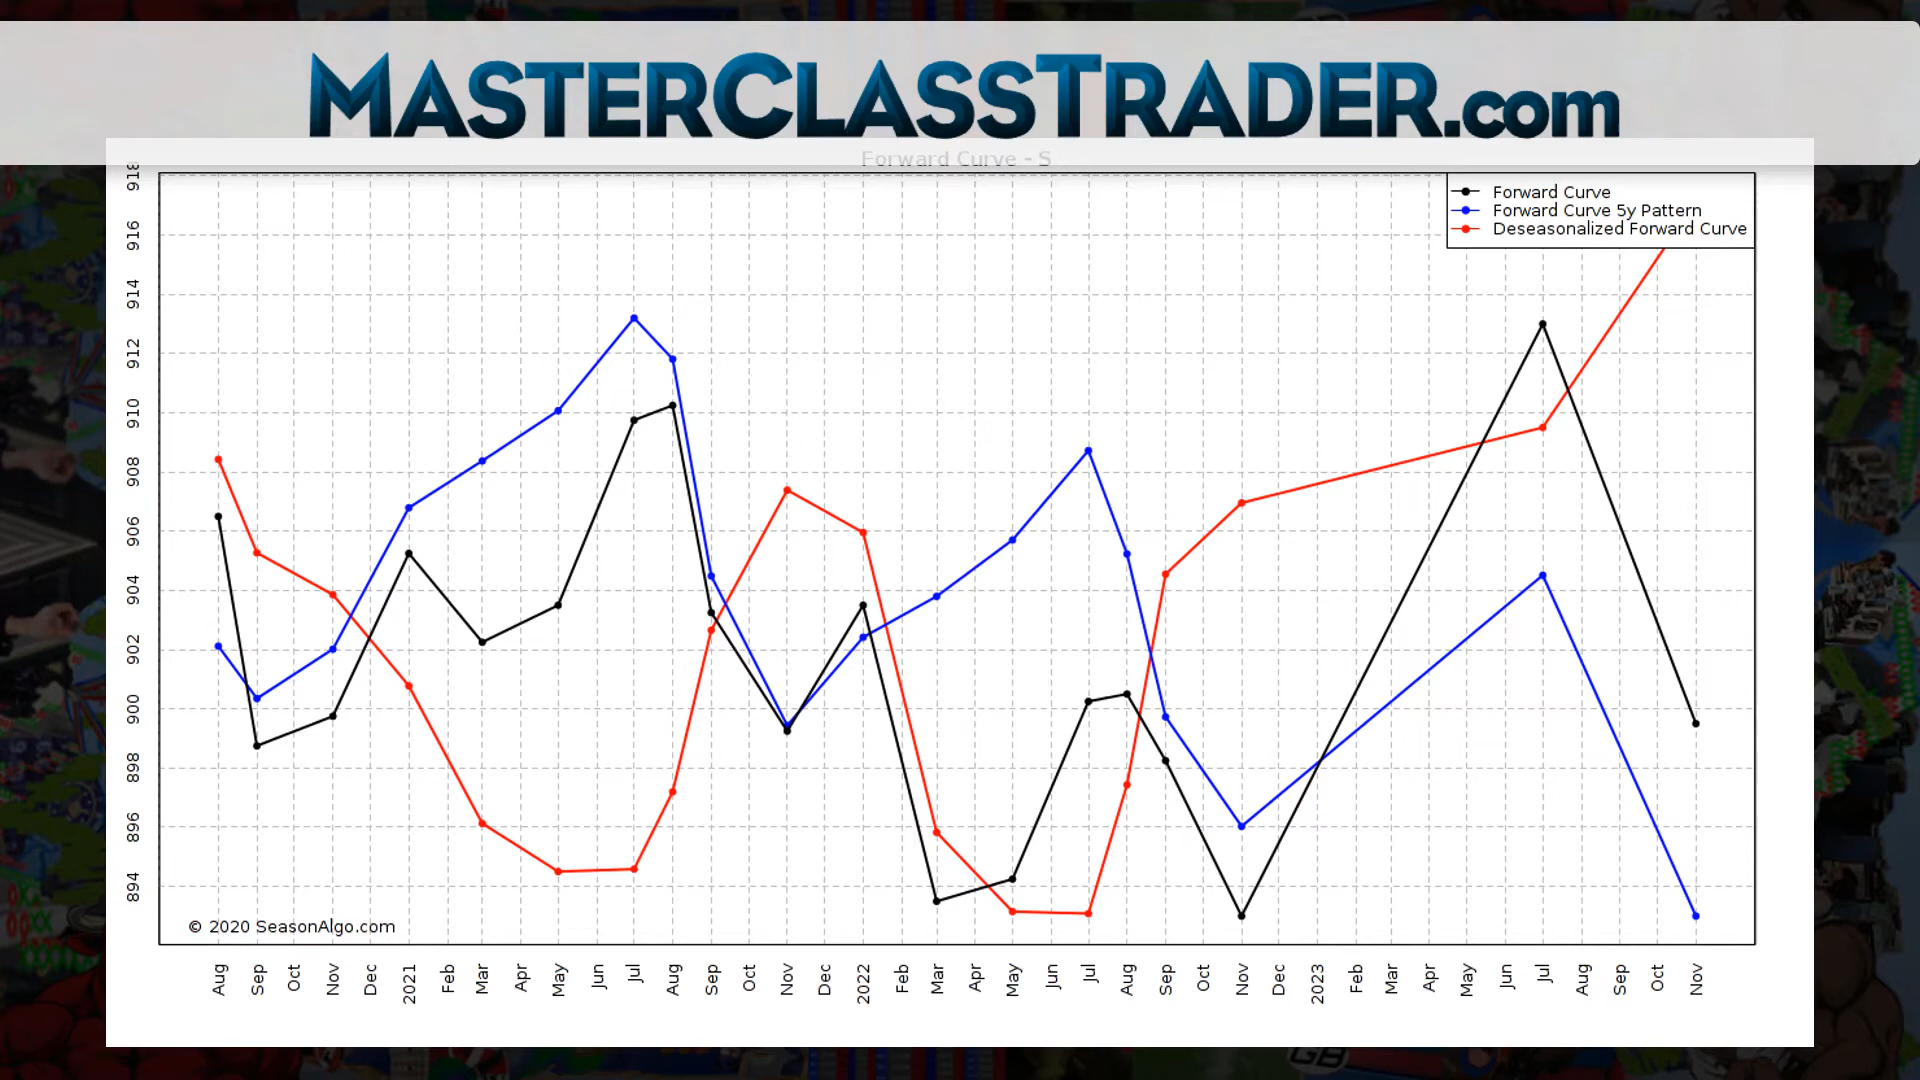 MASTERCLASSTRADER.com
Forward Curve - S
Forward Curve
Forward Curve 5y Pattern
Deseasonalized Forward Curve
918
916
914
912
910
908
906
904
902
900
898
896
894
© 2020 SeasonAlgo.com
Aug Sep Oct Nov Dec 2021 Feb Mar Apr May Jun Jul Aug Sep Oct Nov Dec 2022 Feb Mar Apr May Jun Jul Aug Sep Oct Nov Dec 2023 Feb Mar Apr May Jun Jul Aug Sep Oct Nov
GB